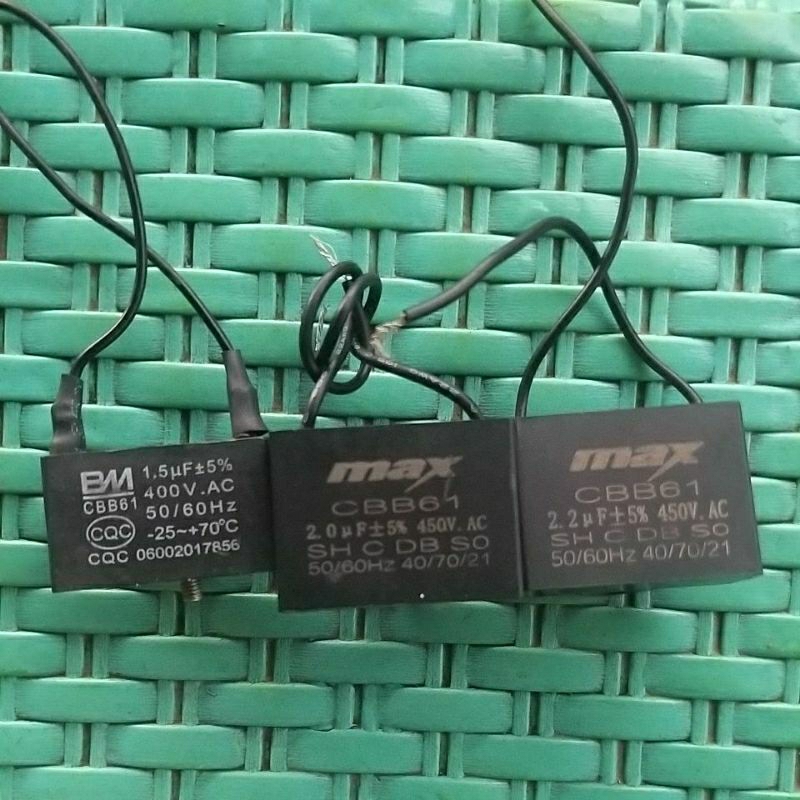 BM 1.5µF±5%
CBB61 400V.AC
50/60Hz
CQC -25~+70°C
CQC 06002017856
max
CBB61
2.0µF±5% 450V.AC
SH C DB S0
50/60Hz 40/70/21
max
CBB61
2.2µF±5% 450V.AC
SH C DB S0
50/60Hz 40/70/21